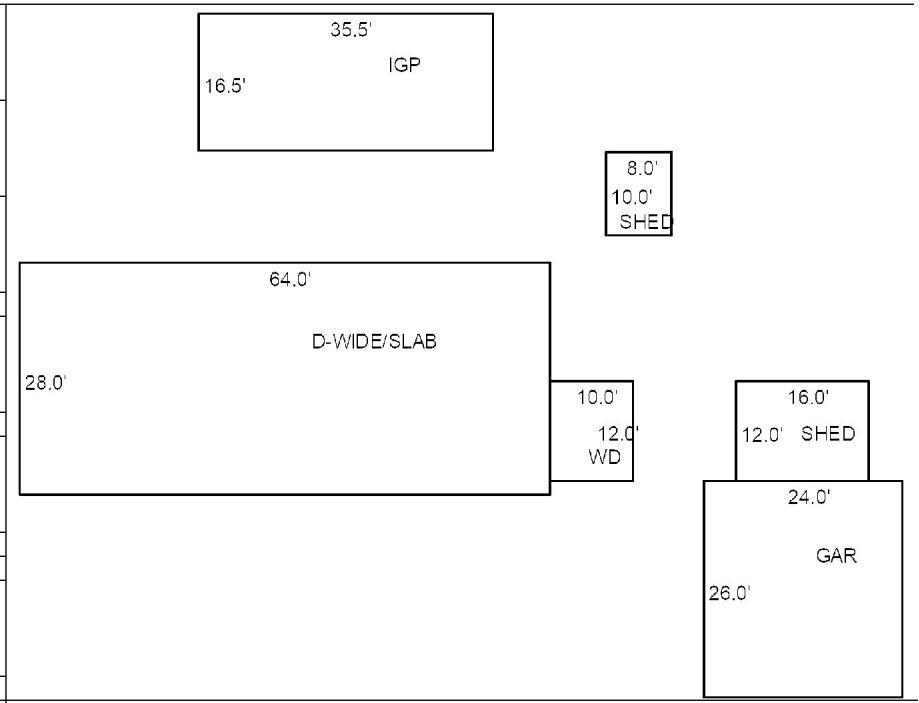 35.5'
IGP
16.5'
8.0'
10.0'
SHED
64.0'
D-WIDE/SLAB
28.0'
10.0'
12.0'
WD
16.0'
12.0' SHED
24.0'
GAR
26.0'